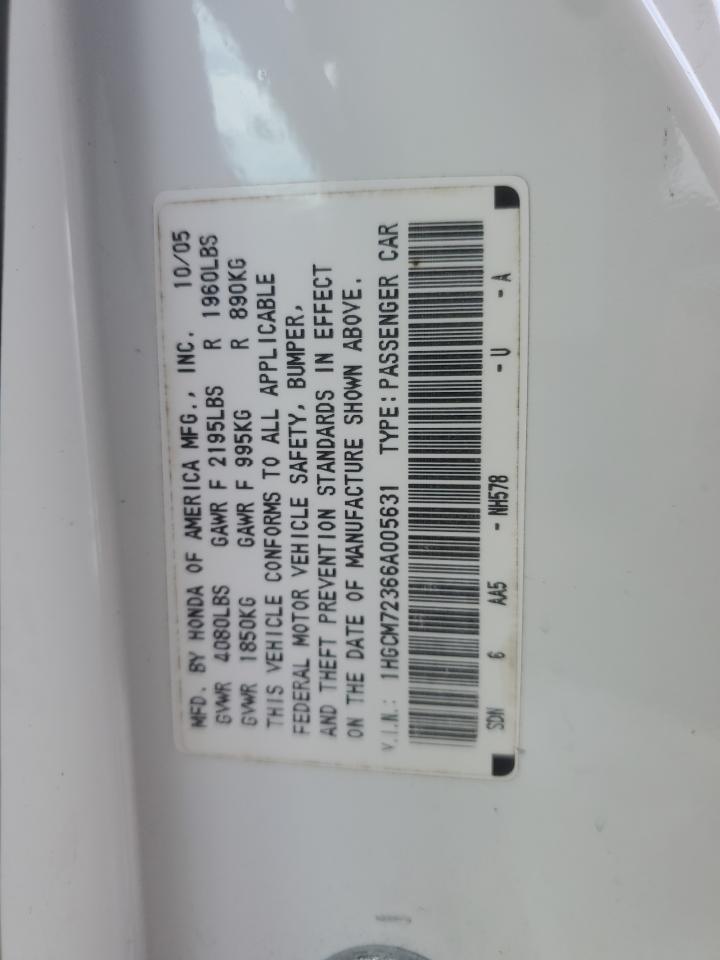 MFD. BY HONDA OF AMERICA MFG., INC. 10/05
GVWR 4080LBS GAWR F 2195LBS R 1960LBS
GVWR 1850KG GAWR F 995KG R 890KG
THIS VEHICLE CONFORMS TO ALL APPLICABLE
FEDERAL MOTOR VEHICLE SAFETY, BUMPER,
AND THEFT PREVENTION STANDARDS IN EFFECT
ON THE DATE OF MANUFACTURE SHOWN ABOVE.
V.I.N.: 1HGCM72366A005631 TYPE: PASSENGER CAR
SDN 6 AA5 - NH578 - U - A